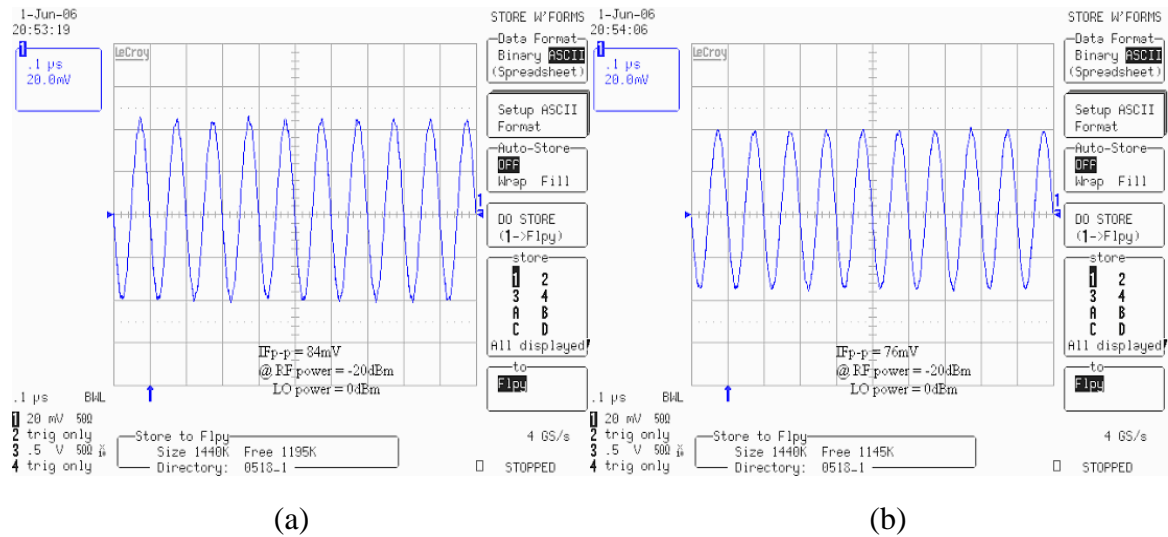 1-Jun-06
20:53:19
1
.1 µs
20.0mV
LeCroy
STORE W'FORMS
Data Format
Binary ASCII
(Spreadsheet)
Setup ASCII
Format
Auto-Store
OFF
Wrap Fill
1
DO STORE
(1->Flpy)
store
1 2
3 4
A B
C D
All displayed
to
Flpy
IFp-p = 84mV
@ RF power = -20dBm
LO power = 0dBm
.1 µs BWL
1 20 mV 50Ω
2 trig only
3 .5 V 50Ω
4 trig only
Store to Flpy
Size 1440K Free 1195K
Directory: 0518_1
4 GS/s
STOPPED
(a)
1-Jun-06
20:54:06
1
.1 µs
20.0mV
LeCroy
STORE W'FORMS
Data Format
Binary ASCII
(Spreadsheet)
Setup ASCII
Format
Auto-Store
OFF
Wrap Fill
1
DO STORE
(1->Flpy)
store
1 2
3 4
A B
C D
All displayed
to
Flpy
IFp-p = 76mV
@ RF power = -20dBm
LO power = 0dBm
.1 µs BWL
1 20 mV 50Ω
2 trig only
3 .5 V 50Ω
4 trig only
Store to Flpy
Size 1440K Free 1145K
Directory: 0518_1
4 GS/s
STOPPED
(b)